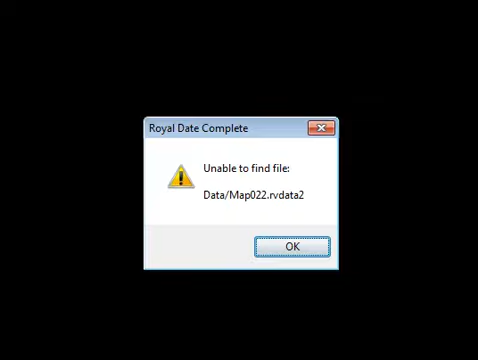 Royal Date Complete
Unable to find file:
Data/Map022.rvdata2
OK